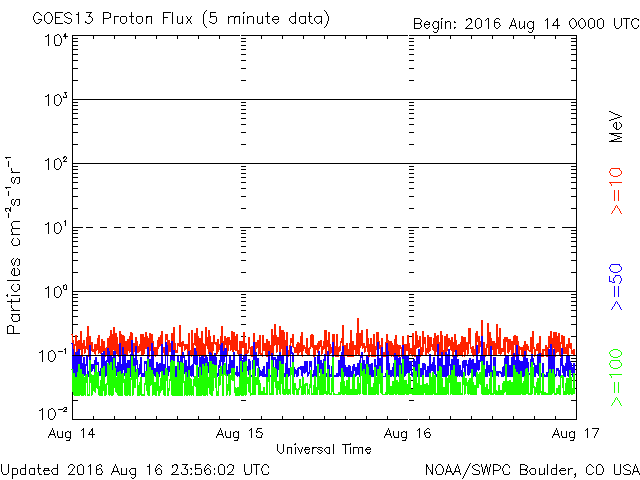 GOES13 Proton Flux (5 minute data)
Begin: 2016 Aug 14 0000 UTC
10⁴
10³
10²
10¹
10⁰
10⁻¹
10⁻²
Particles cm⁻²s⁻¹sr⁻¹
MeV
>=10
>=50
>=100
Aug 14
Aug 15
Aug 16
Aug 17
Universal Time
Updated 2016 Aug 16 23:56:02 UTC
NOAA/SWPC Boulder, CO USA